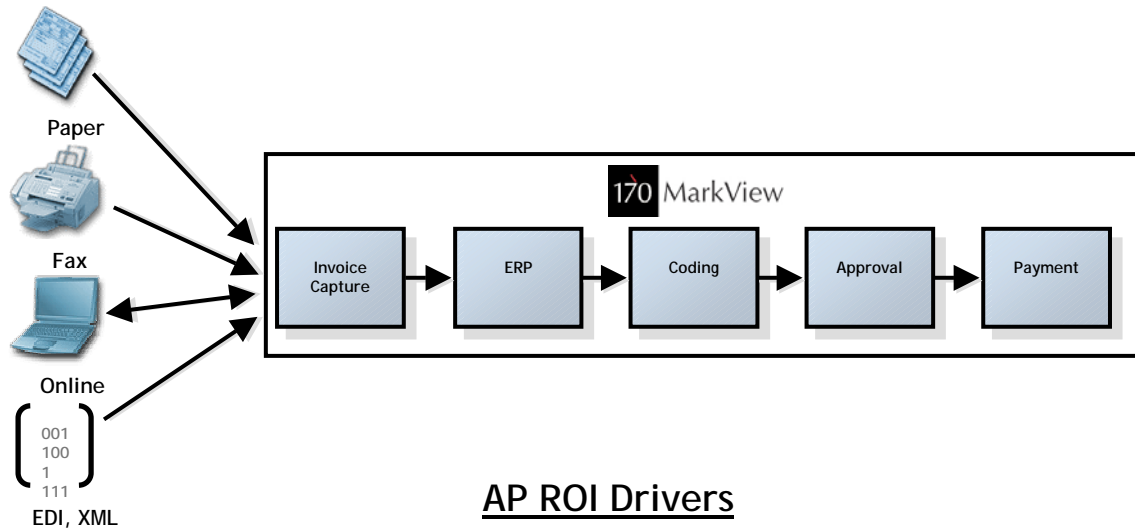 Paper
Fax
Online
001
100
1
111
EDI, XML
170 MarkView
Invoice
Capture
ERP
Coding
Approval
Payment
AP ROI Drivers